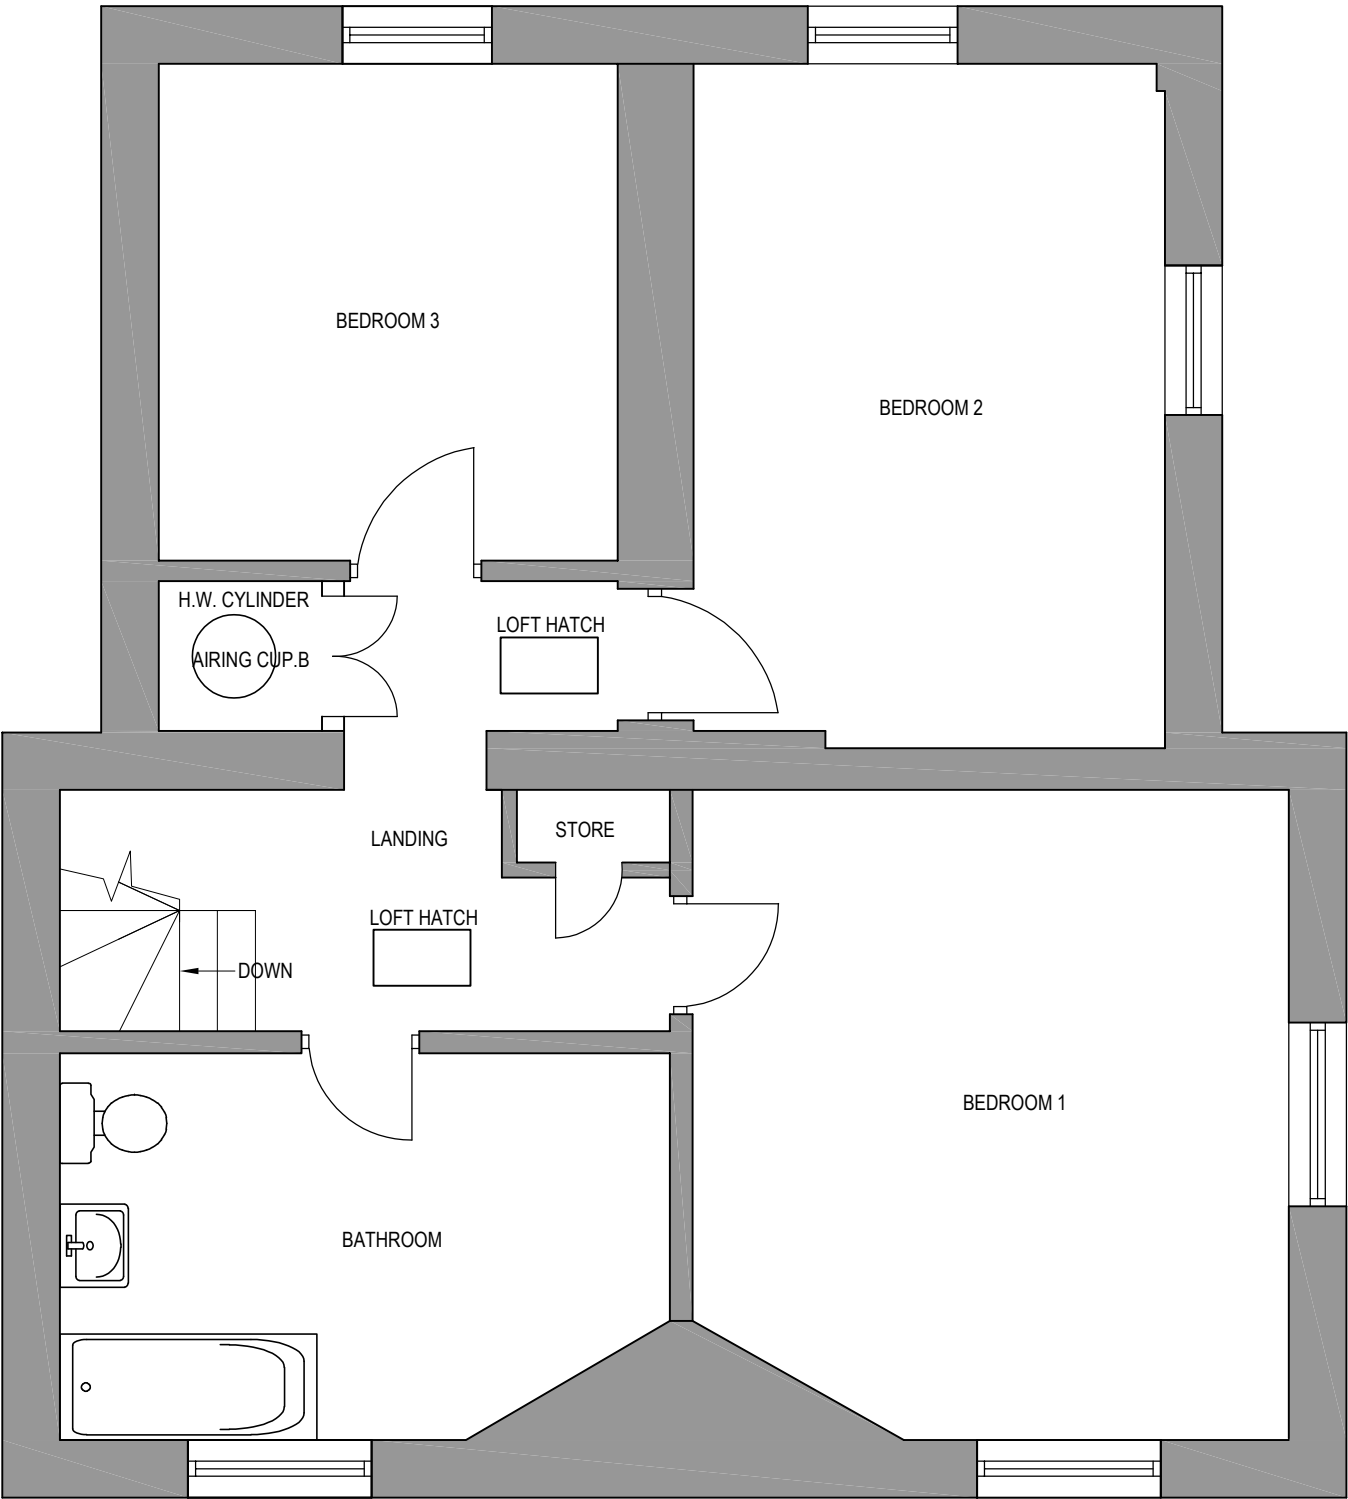 BEDROOM 3
BEDROOM 2
H.W. CYLINDER
LOFT HATCH
AIRING CUP.B
STORE
LANDING
LOFT HATCH
DOWN
BEDROOM 1
BATHROOM